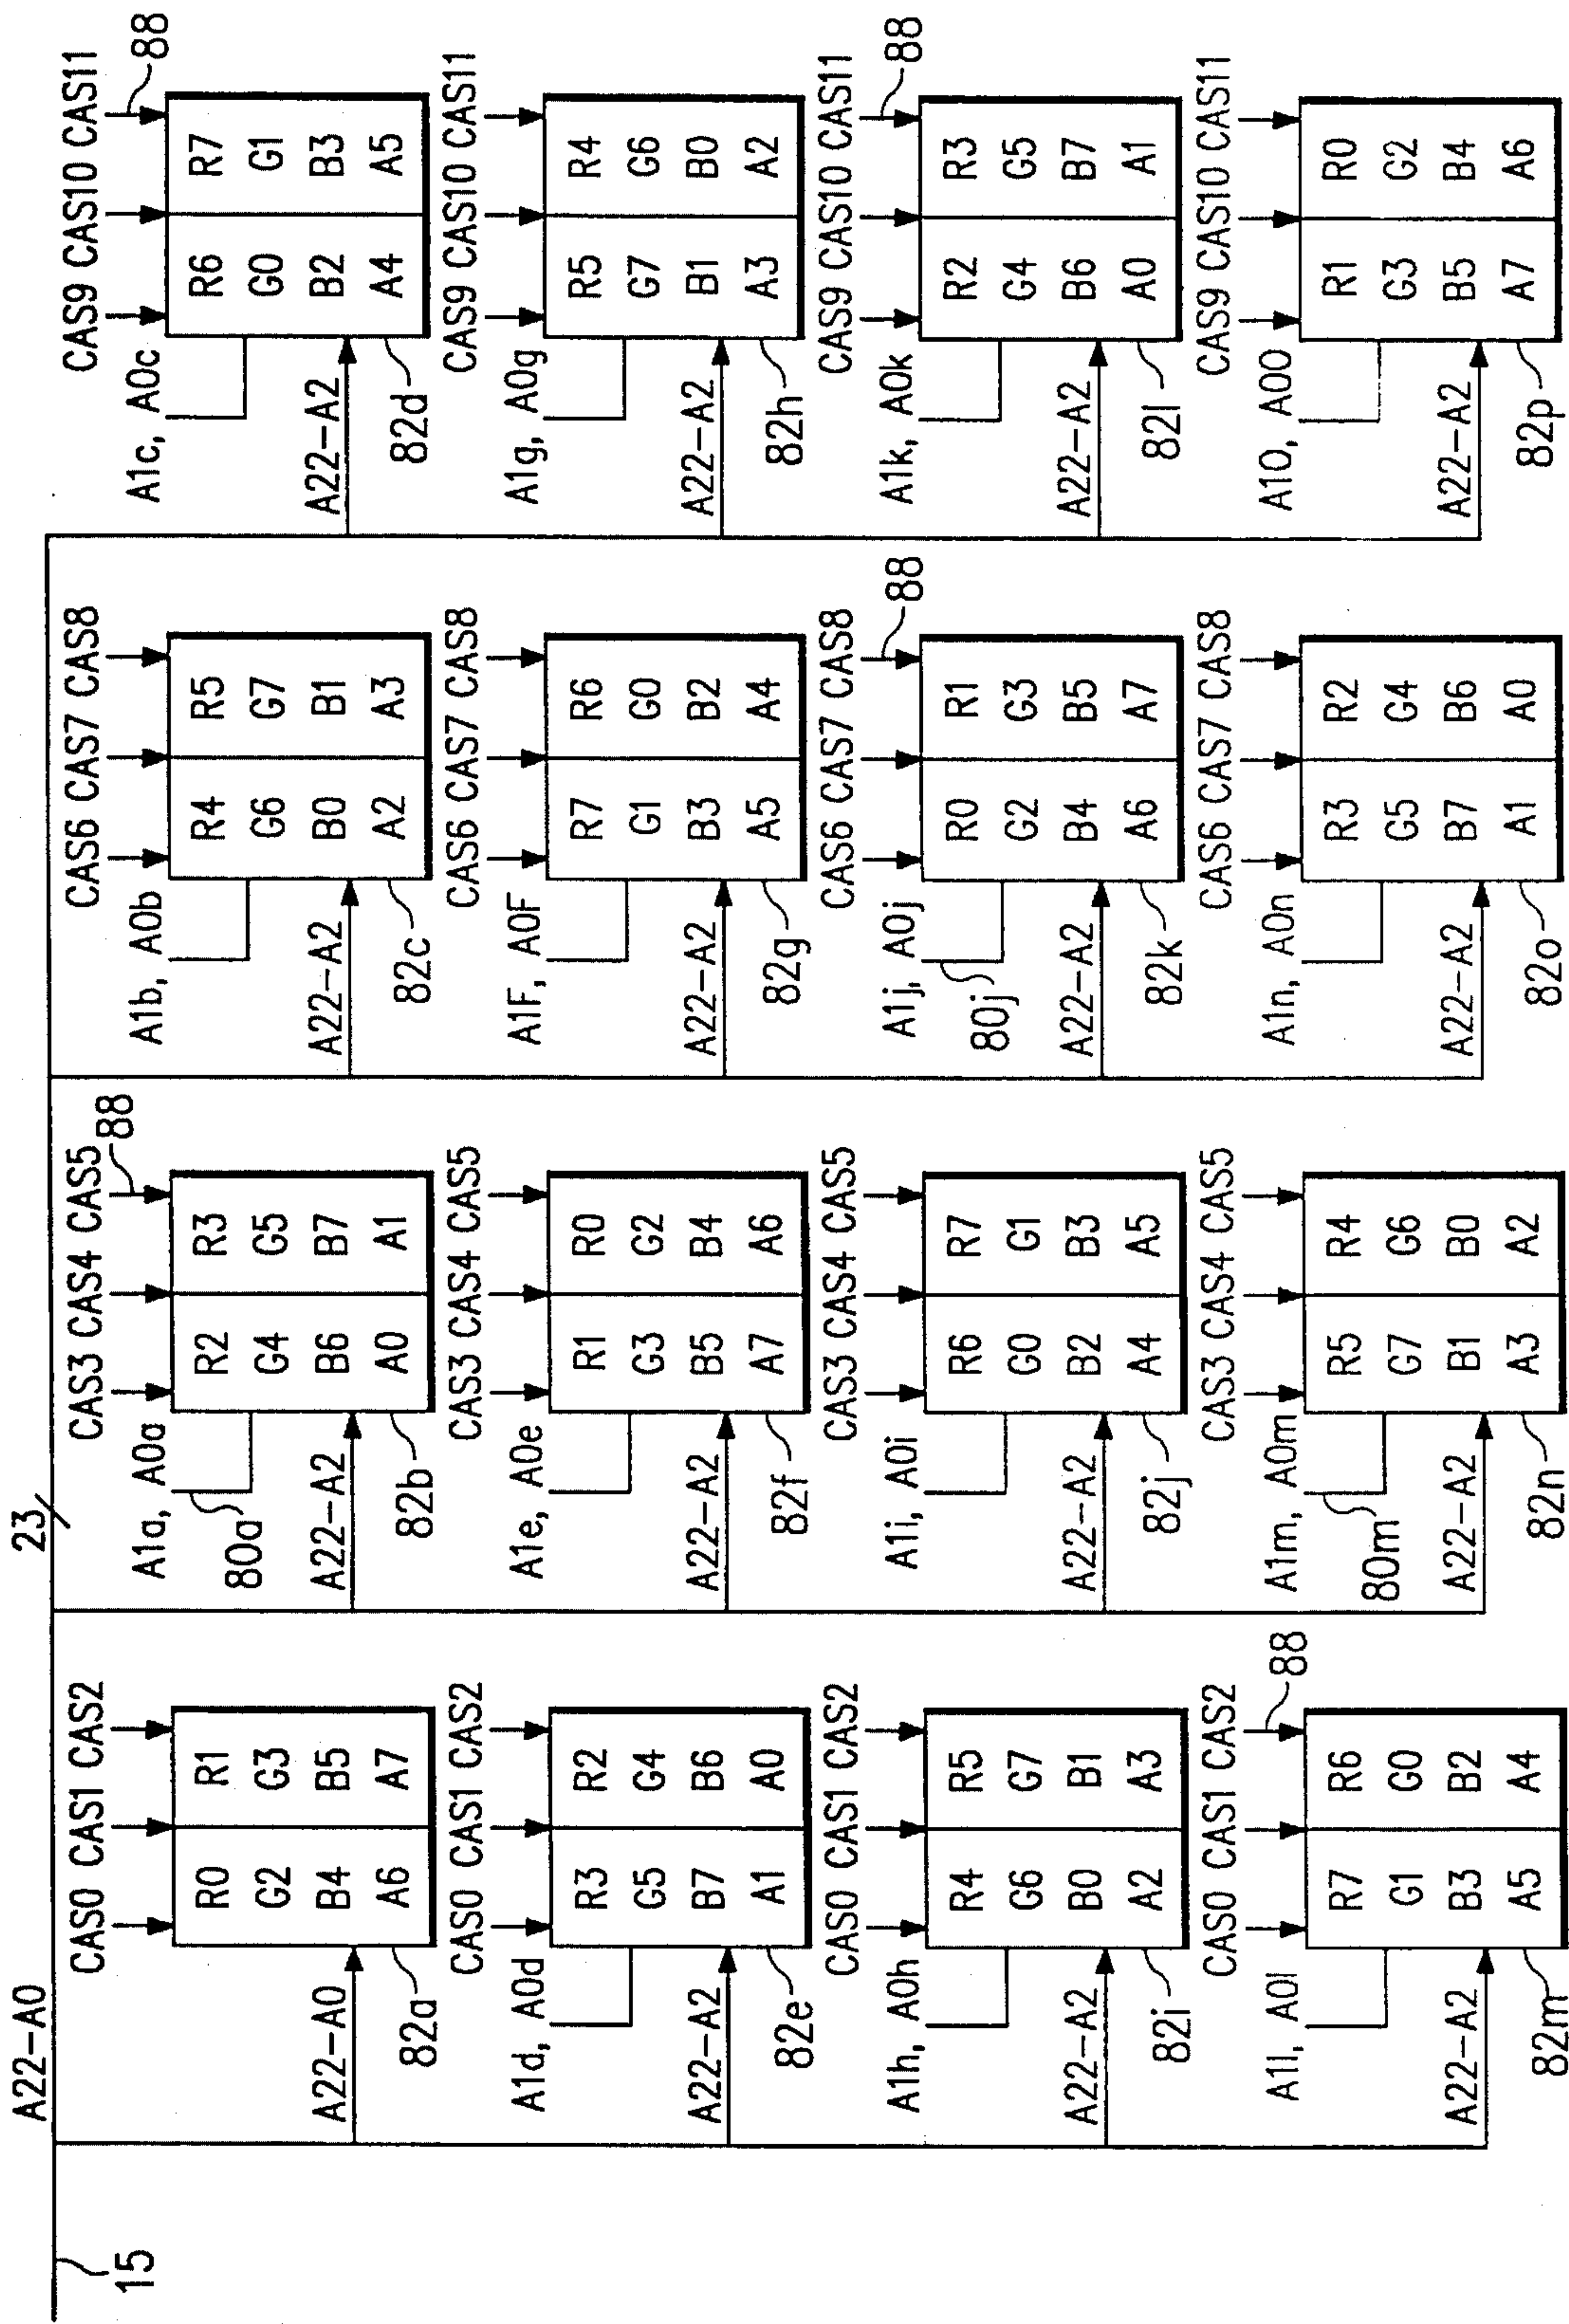 A22-A0
23
15
CAS0 CAS1 CAS2
R0 R1
G2 G3
B4 B5
A6 A7
A22-A0
82a
CAS3 CAS4 CAS5
88
A1a, A0a
80a
R2 R3
G4 G5
B6 B7
A0 A1
A22-A2
82b
CAS6 CAS7 CAS8
A1b, A0b
R4 R5
G6 G7
B0 B1
A2 A3
A22-A2
82c
CAS9 CAS10 CAS11
88
A1c, A0c
R6 R7
G0 G1
B2 B3
A4 A5
A22-A2
82d
CAS0 CAS1 CAS2
A1d, A0d
R3 R2
G5 G4
B7 B6
A1 A0
A22-A2
82e
CAS3 CAS4 CAS5
A1e, A0e
R1 R0
G3 G2
B5 B4
A7 A6
A22-A2
82f
CAS6 CAS7 CAS8
A1F, A0F
R7 R6
G1 G0
B3 B2
A5 A4
A22-A2
82g
CAS9 CAS10 CAS11
A1g, A0g
R5 R4
G7 G6
B1 B0
A3 A2
A22-A2
82h
CAS0 CAS1 CAS2
A1h, A0h
R4 R5
G6 G7
B0 B1
A2 A3
A22-A2
82i
CAS3 CAS4 CAS5
A1i, A0i
R6 R7
G0 G1
B2 B3
A4 A5
A22-A2
82j
CAS6 CAS7 CAS8
88
A1j, A0j
80j
R0 R1
G2 G3
B4 B5
A6 A7
A22-A2
82k
CAS9 CAS10 CAS11
88
A1k, A0k
R2 R3
G4 G5
B6 B7
A0 A1
A22-A2
82l
CAS0 CAS1 CAS2
88
A1l, A0l
R7 R6
G1 G0
B3 B2
A5 A4
A22-A2
82m
CAS3 CAS4 CAS5
A1m, A0m
80m
R5 R4
G7 G6
B1 B0
A3 A2
A22-A2
82n
CAS6 CAS7 CAS8
A1n, A0n
R3 R2
G5 G4
B7 B6
A1 A0
A22-A2
82o
CAS9 CAS10 CAS11
A10, A00
R1 R0
G3 G2
B5 B4
A7 A6
A22-A2
82p